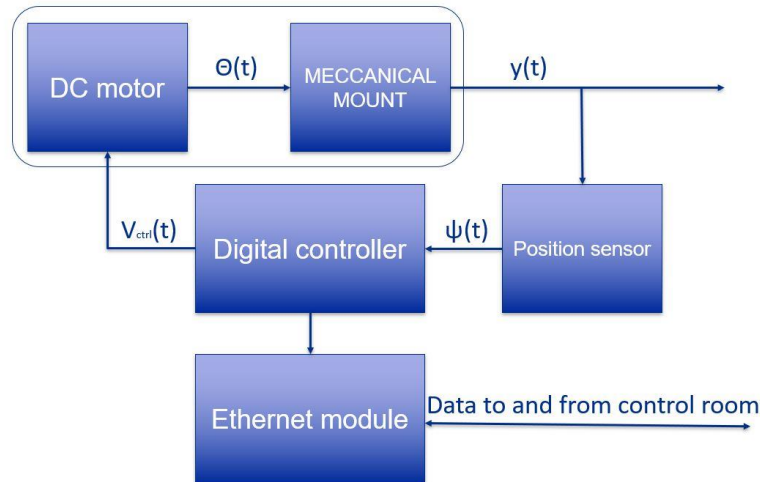 DC motor
Θ(t)
MECCANICAL
MOUNT
y(t)
Vctrl(t)
Digital controller
ψ(t)
Position sensor
Ethernet module
Data to and from control room